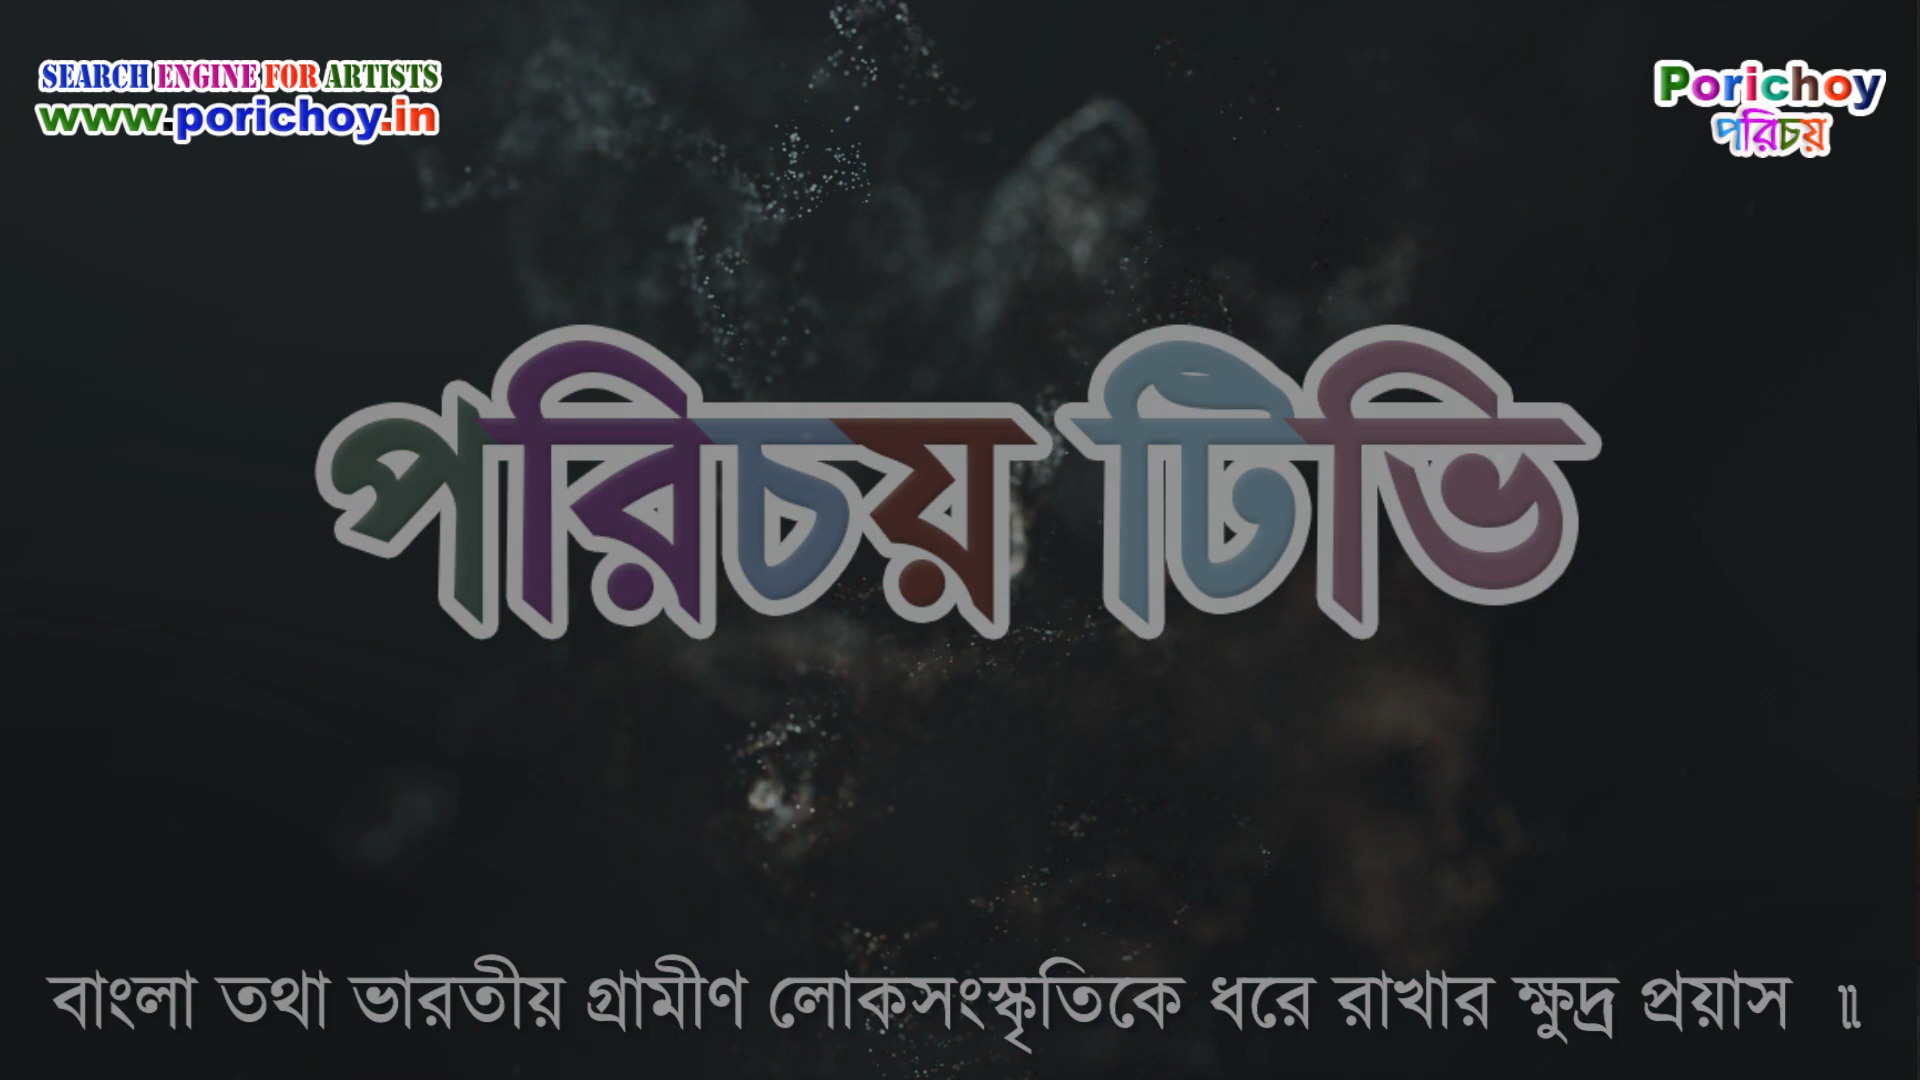 SEARCH ENGINE FOR ARTISTS
www.porichoy.in
Porichoy
পরিচয়
পরিচয় টিভি
বাংলা তথা ভারতীয় গ্রামীণ লোকসংস্কৃতিকে ধরে রাখার ক্ষুদ্র প্রয়াস ॥